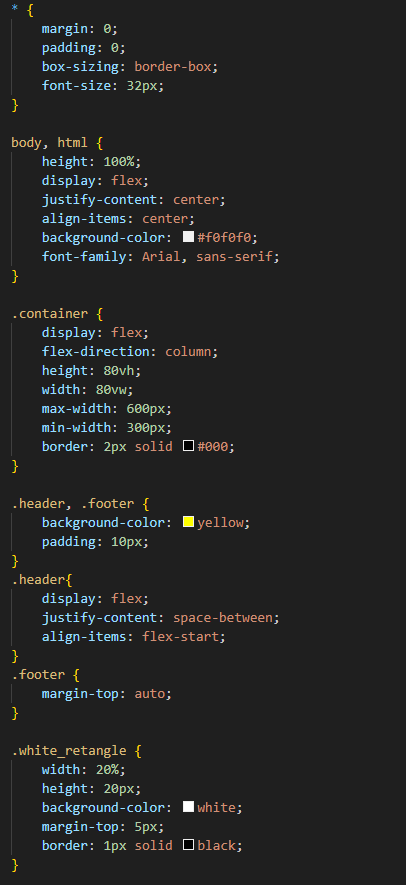 * {
    margin: 0;
    padding: 0;
    box-sizing: border-box;
    font-size: 32px;
}

body, html {
    height: 100%;
    display: flex;
    justify-content: center;
    align-items: center;
    background-color: #f0f0f0;
    font-family: Arial, sans-serif;
}

.container {
    display: flex;
    flex-direction: column;
    height: 80vh;
    width: 80vw;
    max-width: 600px;
    min-width: 300px;
    border: 2px solid #000;
}

.header, .footer {
    background-color: yellow;
    padding: 10px;
}
.header{
    display: flex;
    justify-content: space-between;
    align-items: flex-start;
}
.footer {
    margin-top: auto;
}

.white_retangle {
    width: 20%;
    height: 20px;
    background-color: white;
    margin-top: 5px;
    border: 1px solid black;
}